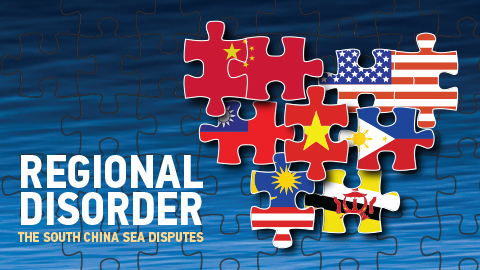 REGIONAL
DISORDER
THE SOUTH CHINA SEA DISPUTES